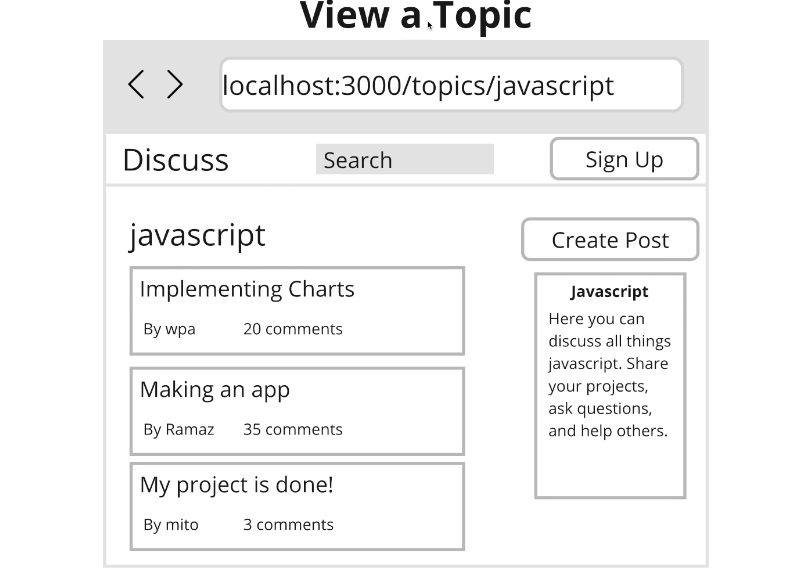 View a Topic
localhost:3000/topics/javascript
Discuss
Search
Sign Up
javascript
Create Post
Implementing Charts
By wpa 20 comments
Making an app
By Ramaz 35 comments
My project is done!
By mito 3 comments
Javascript
Here you can
discuss all things
javascript. Share
your projects,
ask questions,
and help others.